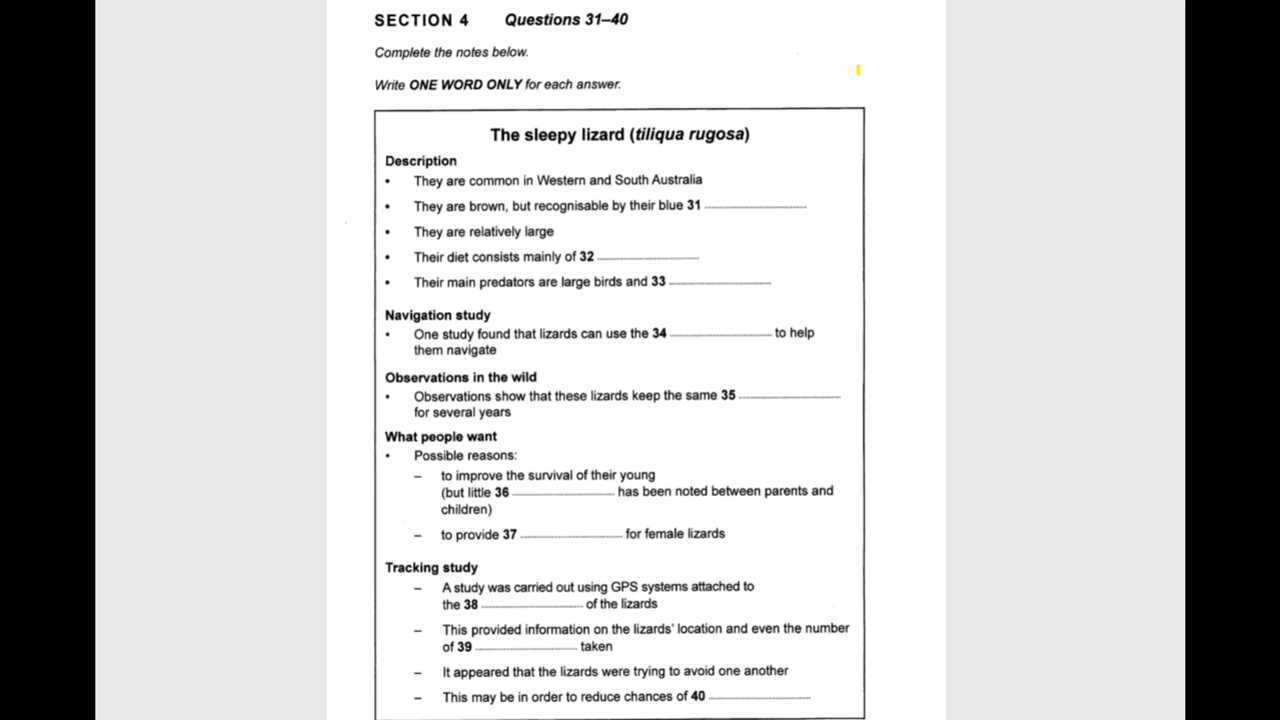 SECTION 4 Questions 31–40
Complete the notes below.
Write ONE WORD ONLY for each answer.
The sleepy lizard (tiliqua rugosa)
Description
• They are common in Western and South Australia
• They are brown, but recognisable by their blue 31 ....................
• They are relatively large
• Their diet consists mainly of 32 ....................
• Their main predators are large birds and 33 ....................
Navigation study
• One study found that lizards can use the 34 .................... to help
them navigate
Observations in the wild
• Observations show that these lizards keep the same 35 ....................
for several years
What people want
• Possible reasons:
– to improve the survival of their young
(but little 36 .................... has been noted between parents and
children)
– to provide 37 .................... for female lizards
Tracking study
– A study was carried out using GPS systems attached to
the 38 .................... of the lizards
– This provided information on the lizards' location and even the number
of 39 .................... taken
– It appeared that the lizards were trying to avoid one another
– This may be in order to reduce chances of 40 ....................